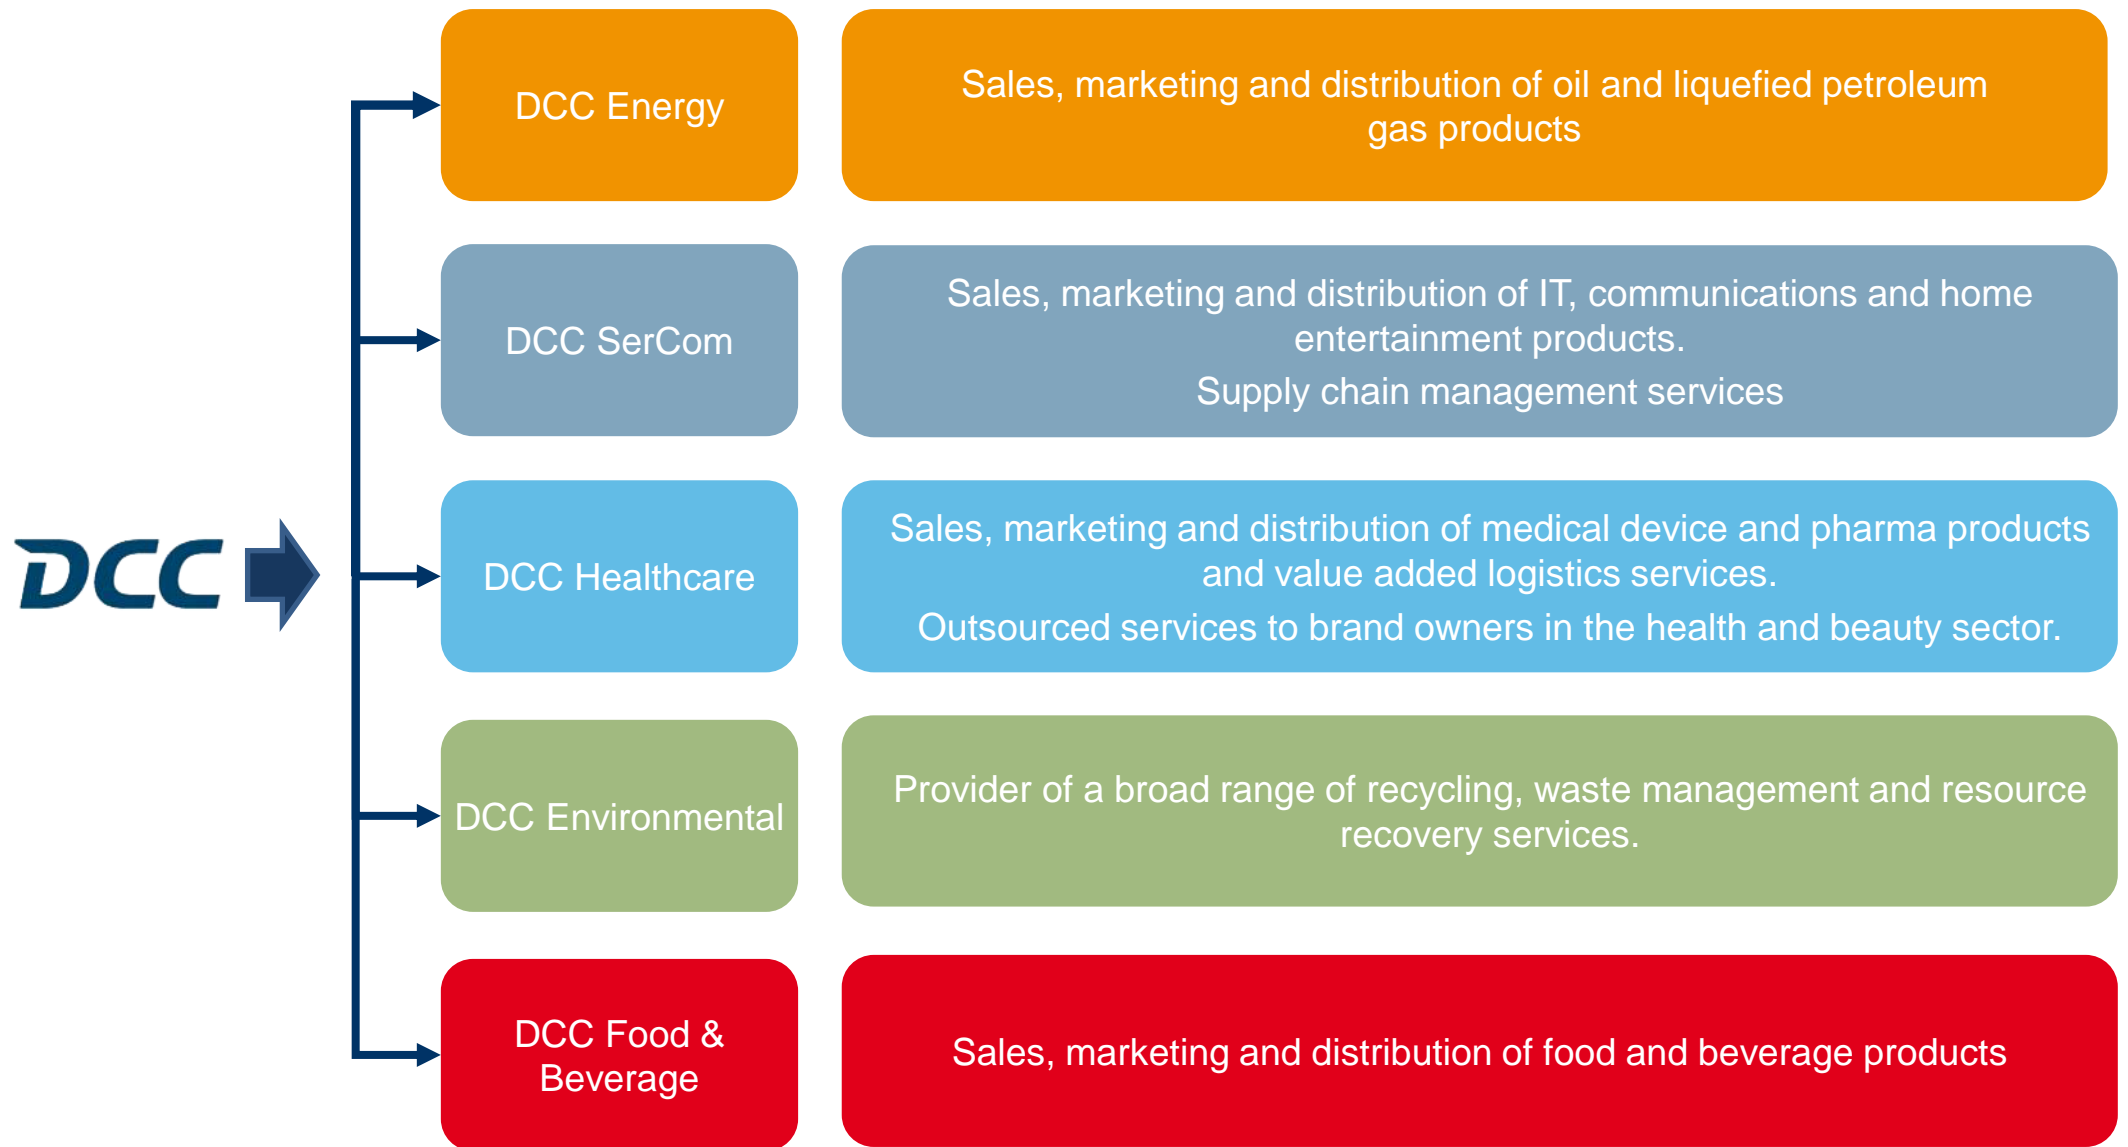 DCC
DCC Energy
Sales, marketing and distribution of oil and liquefied petroleum
gas products
DCC SerCom
Sales, marketing and distribution of IT, communications and home
entertainment products.
Supply chain management services
DCC Healthcare
Sales, marketing and distribution of medical device and pharma products
and value added logistics services.
Outsourced services to brand owners in the health and beauty sector.
DCC Environmental
Provider of a broad range of recycling, waste management and resource
recovery services.
DCC Food &
Beverage
Sales, marketing and distribution of food and beverage products